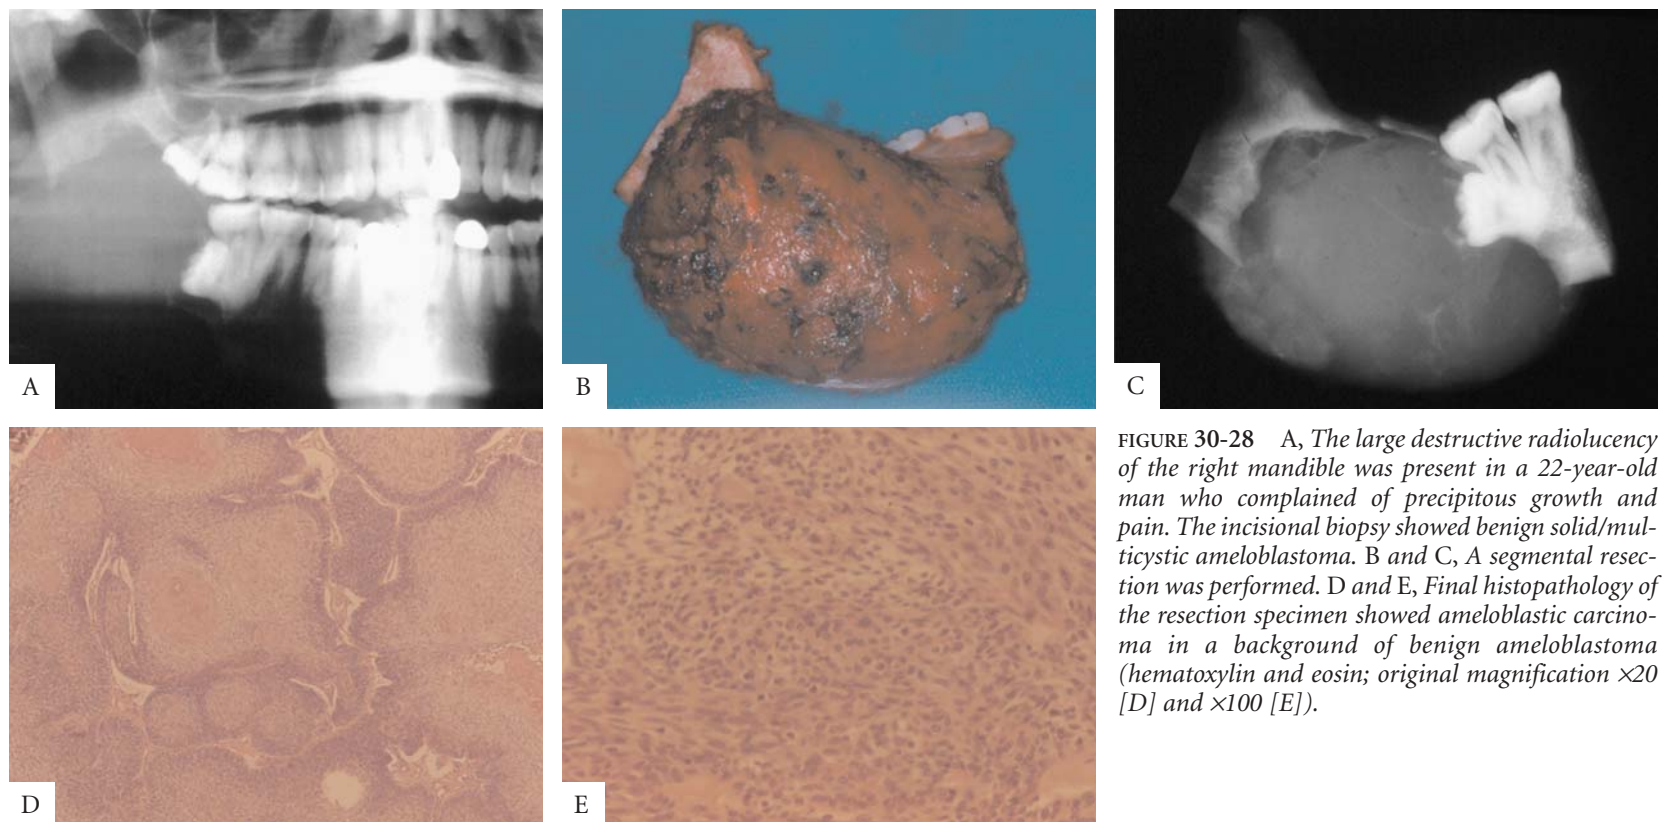 A
B
C
D
E
FIGURE 30-28 A, The large destructive radiolucency
of the right mandible was present in a 22-year-old
man who complained of precipitous growth and
pain. The incisional biopsy showed benign solid/mul-
ticystic ameloblastoma. B and C, A segmental resec-
tion was performed. D and E, Final histopathology of
the resection specimen showed ameloblastic carcino-
ma in a background of benign ameloblastoma
(hematoxylin and eosin; original magnification ×20
[D] and ×100 [E]).